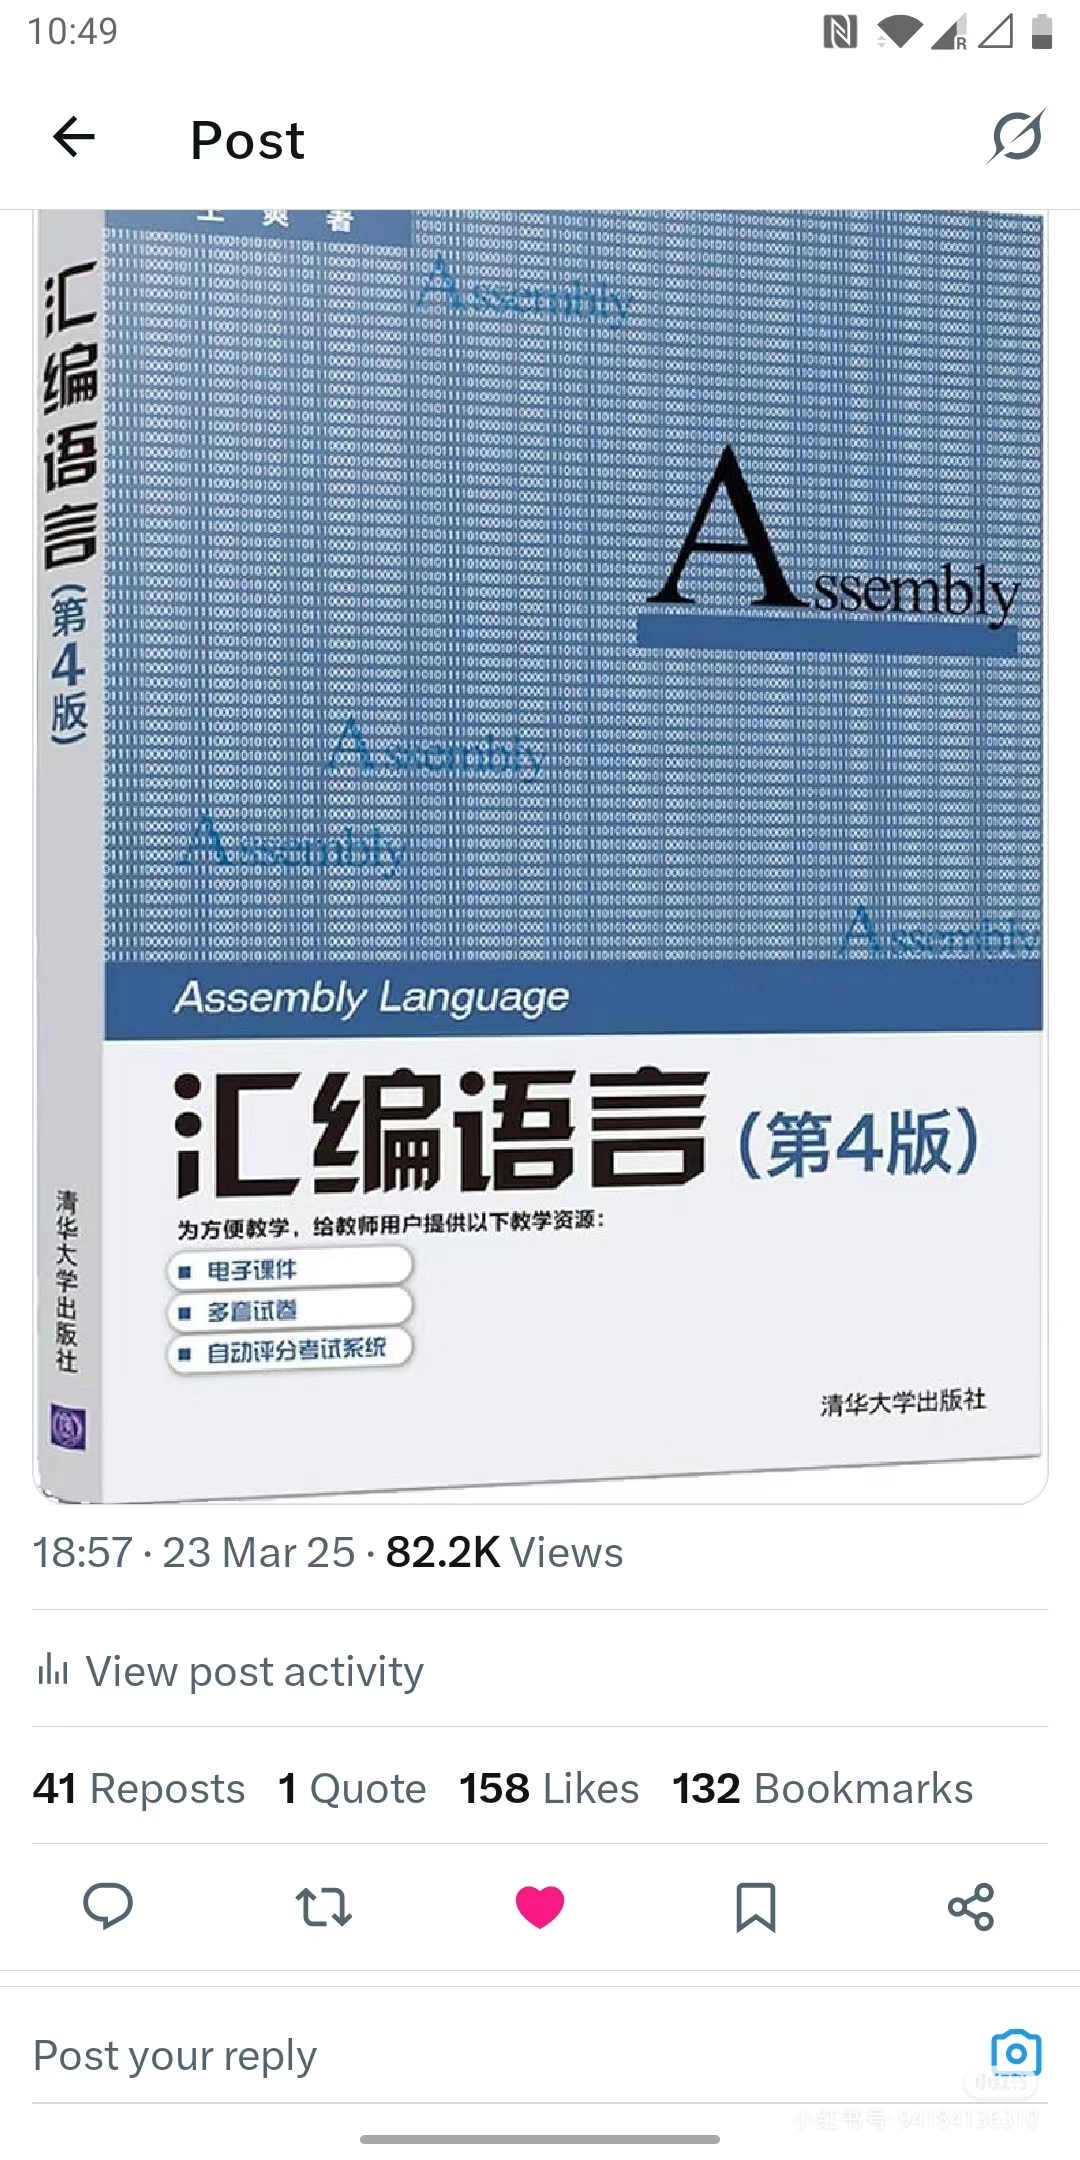 10:49
R
Post
王 爽 著
Assembly
Assembly
Assembly
Assembly
Assembly
汇编语言(第4版)
清华大学出版社
Assembly Language
汇编语言(第4版)
为方便教学，给教师用户提供以下教学资源：
■ 电子课件
■ 多套试卷
■ 自动评分考试系统
清华大学出版社
18:57 · 23 Mar 25 · 82.2K Views
View post activity
41 Reposts 1 Quote 158 Likes 132 Bookmarks
Post your reply
小红书
小红书号: 94184136310